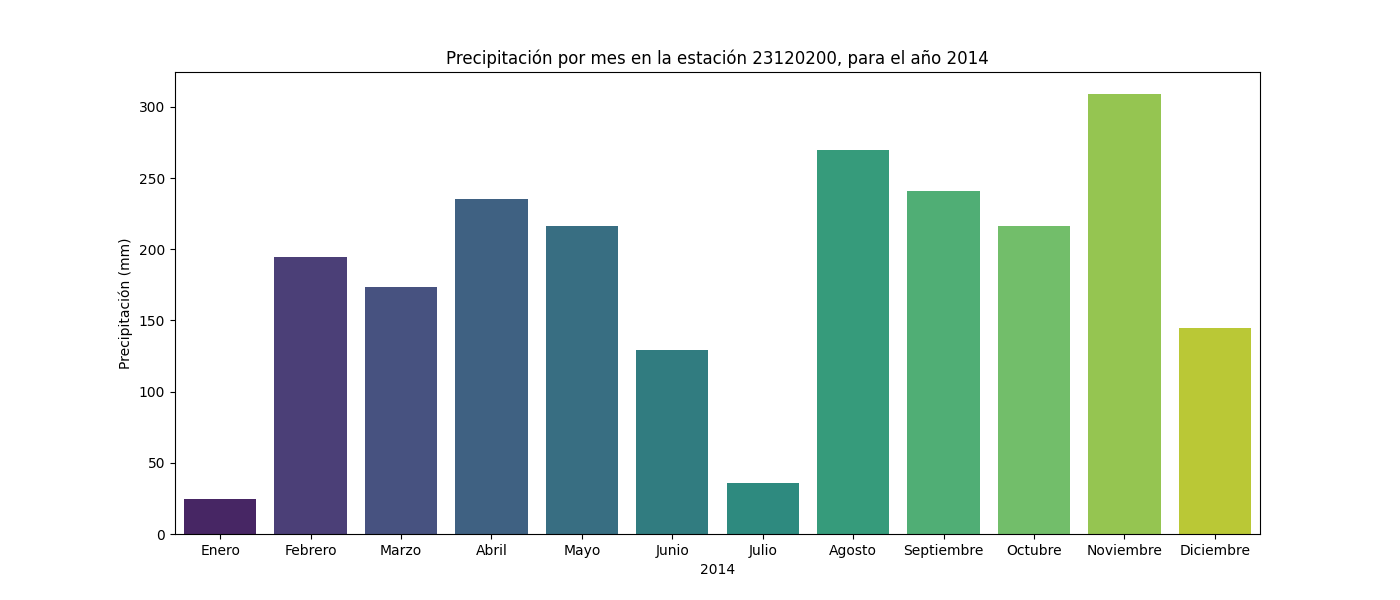 Precipitación por mes en la estación 23120200, para el año 2014
Precipitación (mm)
300
250
200
150
100
50
0
Enero Febrero Marzo Abril Mayo Junio Julio Agosto Septiembre Octubre Noviembre Diciembre
2014